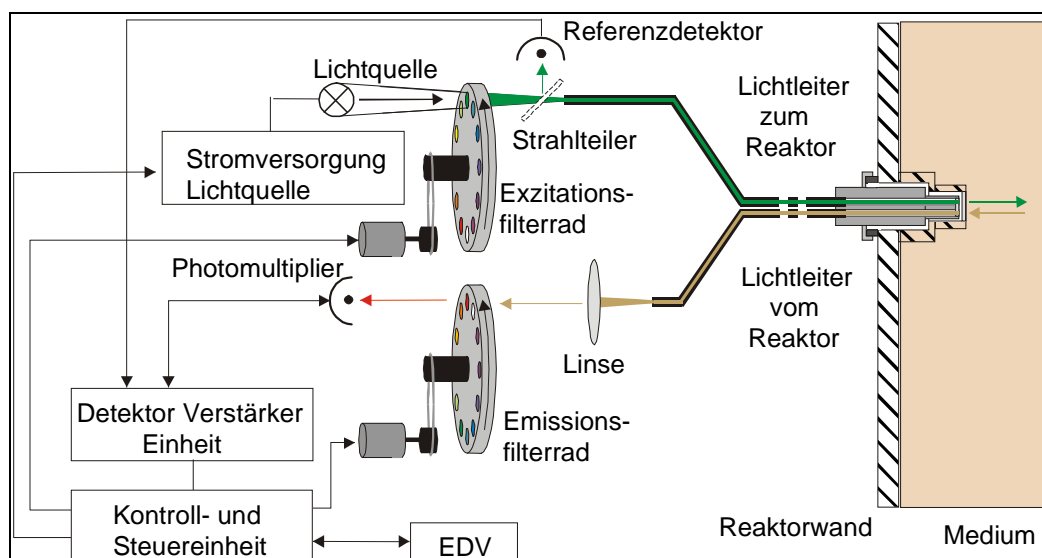 Referenzdetektor
Lichtquelle
Lichtleiter
zum
Reaktor
Strahlteiler
Stromversorgung
Lichtquelle
Exzitations-
filterrad
Photomultiplier
Lichtleiter
vom
Reaktor
Linse
Detektor Verstärker
Einheit
Emissions-
filterrad
Kontroll- und
Steuereinheit
EDV
Reaktorwand
Medium